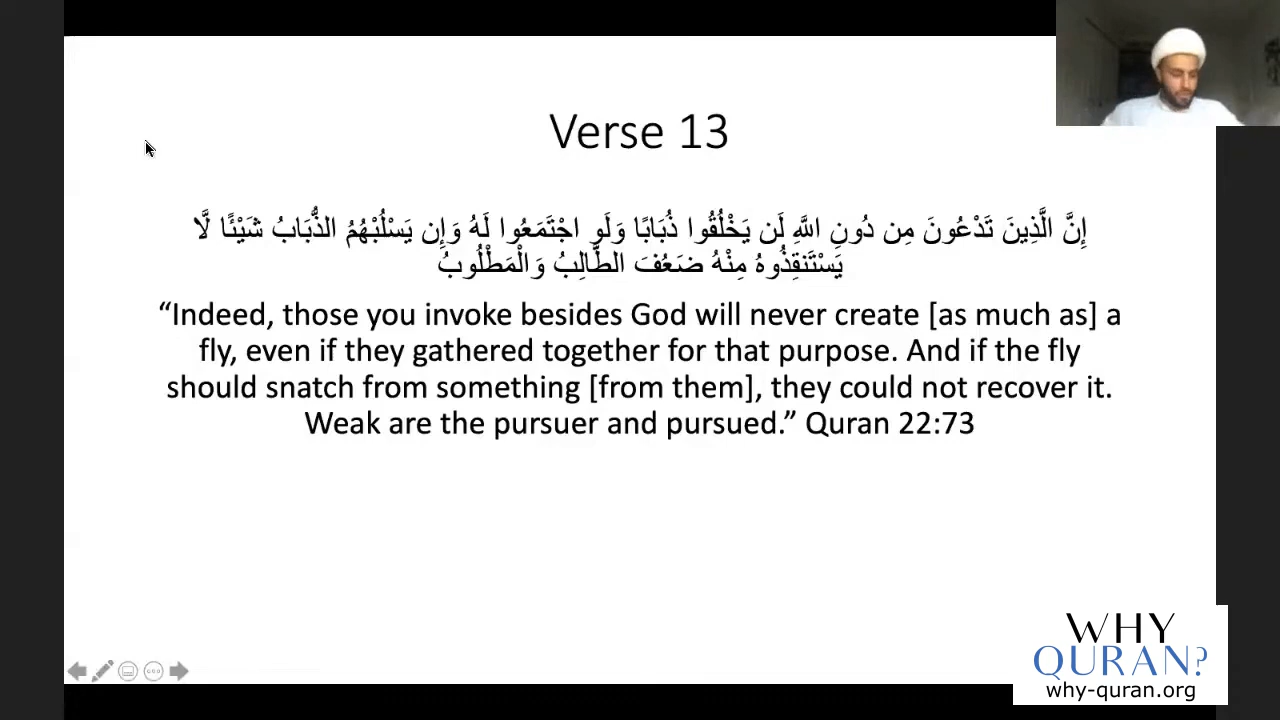 Verse 13
إِنَّ الَّذِينَ تَدْعُونَ مِن دُونِ اللَّهِ لَن يَخْلُقُوا ذُبَابًا وَلَوِ اجْتَمَعُوا لَهُ وَإِن يَسْلُبْهُمُ الذُّبَابُ شَيْئًا لَّا
يَسْتَنقِذُوهُ مِنْهُ ضَعُفَ الطَّالِبُ وَالْمَطْلُوبُ
“Indeed, those you invoke besides God will never create [as much as] a
fly, even if they gathered together for that purpose. And if the fly
should snatch from something [from them], they could not recover it.
Weak are the pursuer and pursued.” Quran 22:73
WHY
QURAN?
why-quran.org